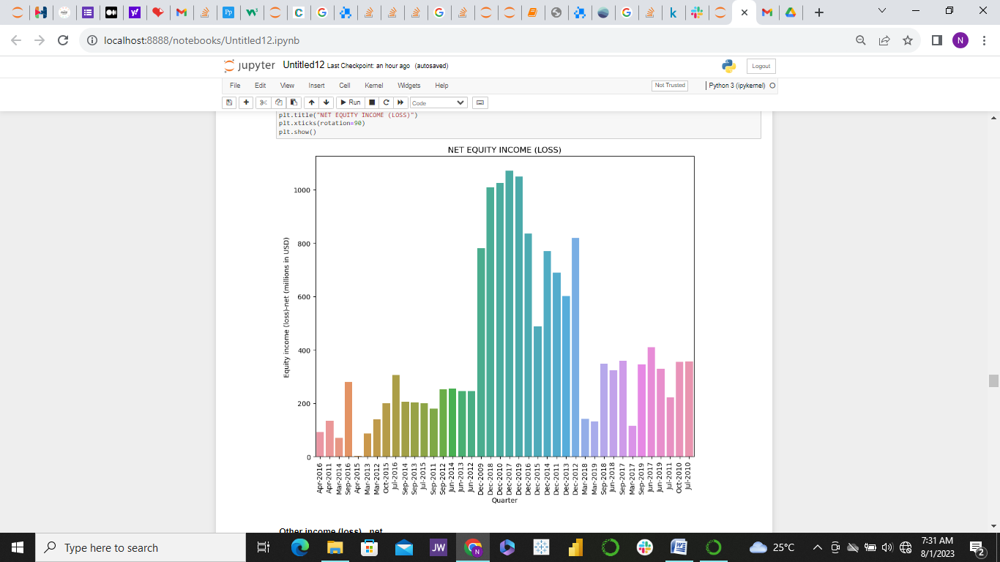 localhost:8888/notebooks/Untitled12.ipynb
N
jupyter Untitled12 Last Checkpoint: an hour ago (autosaved)
Logout
File Edit View Insert Cell Kernel Widgets Help
Not Trusted
Python 3 (ipykernel)
Run
Code
plt.title("NET EQUITY INCOME (LOSS)")
plt.xticks(rotation=90)
plt.show()
NET EQUITY INCOME (LOSS)
Equity income (loss)-net (millions in USD)
1000
800
600
400
200
0
Apr-2016
Apr-2011
Mar-2014
Sep-2016
Apr-2015
Mar-2013
Mar-2012
Oct-2015
Jul-2016
Sep-2014
Sep-2013
Jul-2015
Sep-2011
Sep-2012
Jun-2014
Jun-2013
Jun-2012
Dec-2009
Dec-2018
Dec-2010
Dec-2017
Dec-2019
Dec-2016
Dec-2015
Dec-2014
Dec-2011
Dec-2013
Dec-2012
Mar-2018
Mar-2019
Sep-2018
Jun-2018
Sep-2017
Mar-2017
Sep-2019
Jun-2017
Jun-2019
Jul-2011
Oct-2010
Jul-2010
Quarter
Other income (loss) net
Type here to search
JW
N
25°C
7:31 AM
8/1/2023
2